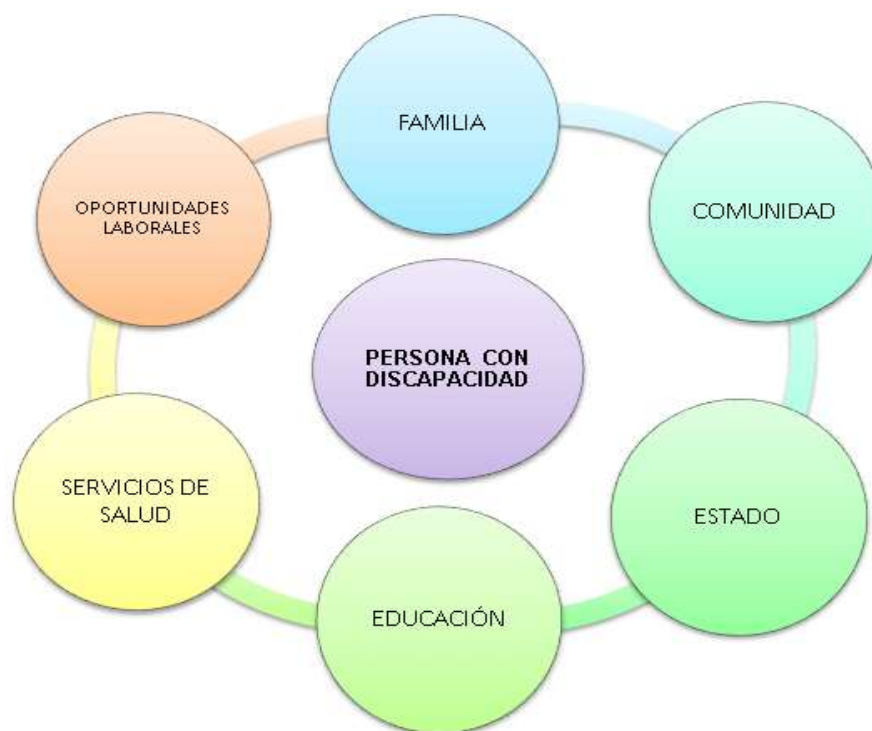 FAMILIA
COMUNIDAD
OPORTUNIDADES
LABORALES
PERSONA CON
DISCAPACIDAD
SERVICIOS DE
SALUD
ESTADO
EDUCACIÓN